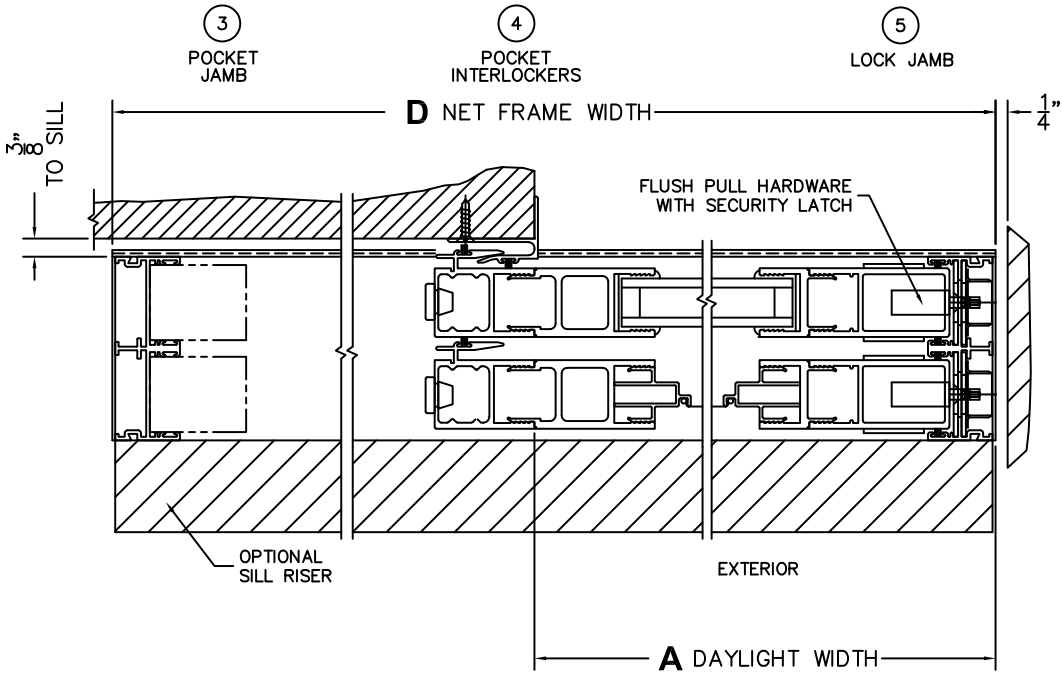 3
POCKET
JAMB
4
POCKET
INTERLOCKERS
5
LOCK JAMB
D NET FRAME WIDTH
1/4"
3/8"
TO SILL
FLUSH PULL HARDWARE
WITH SECURITY LATCH
OPTIONAL
SILL RISER
EXTERIOR
A DAYLIGHT WIDTH